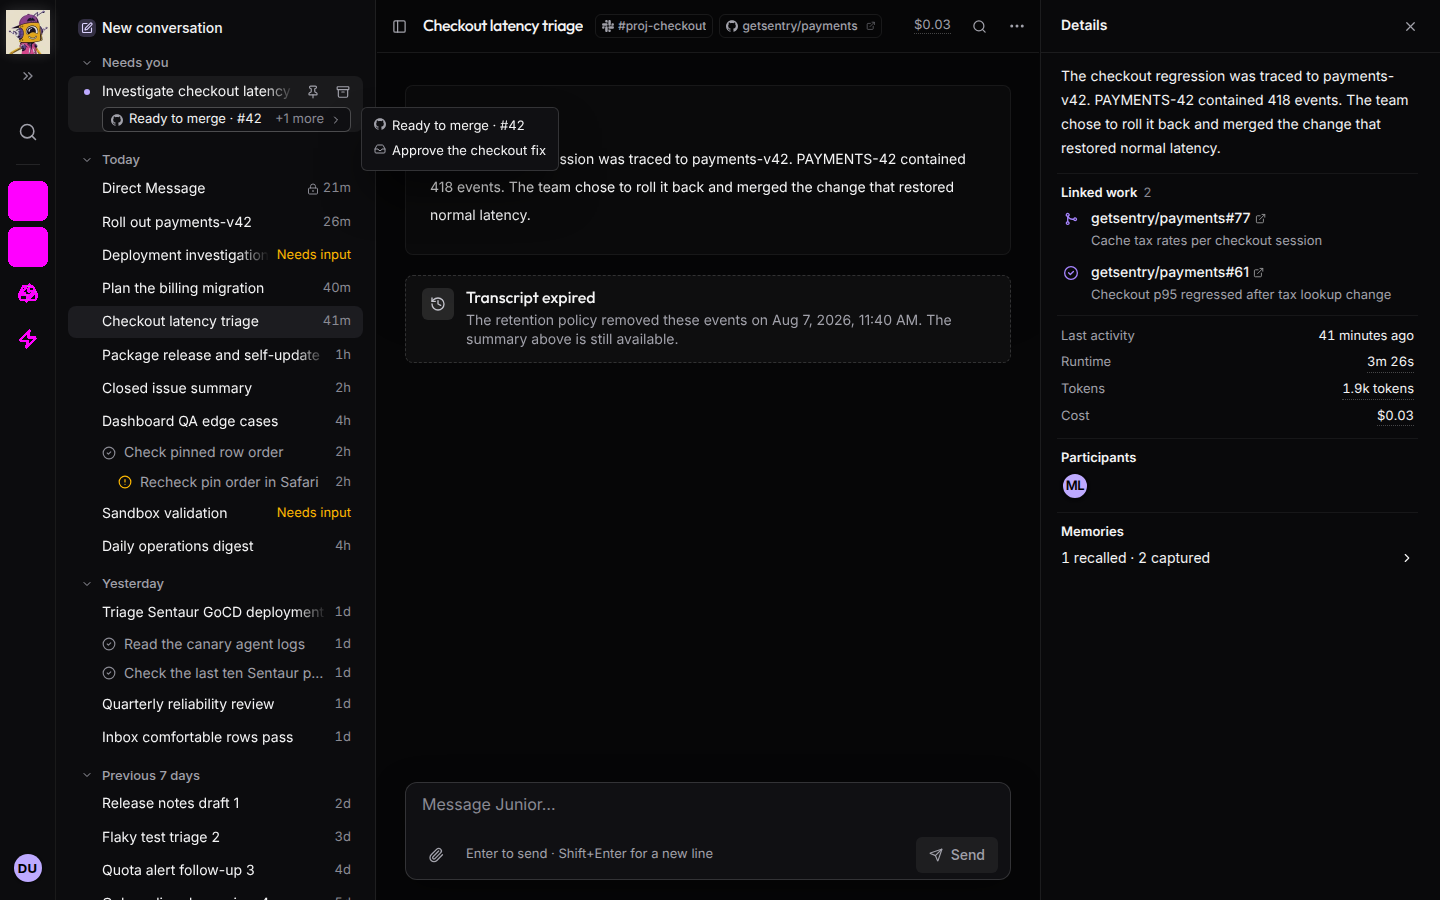 New conversation
Needs you
Investigate checkout latency
Ready to merge · #42 +1 more
Today
Direct Message 21m
Roll out payments-v42 26m
Deployment investigation Needs input
Plan the billing migration 40m
Checkout latency triage 41m
Package release and self-update 1h
Closed issue summary 2h
Dashboard QA edge cases 4h
Check pinned row order 2h
Recheck pin order in Safari 2h
Sandbox validation Needs input
Daily operations digest 4h
Yesterday
Triage Sentaur GoCD deployment 1d
Read the canary agent logs 1d
Check the last ten Sentaur p... 1d
Quarterly reliability review 1d
Inbox comfortable rows pass 1d
Previous 7 days
Release notes draft 1 2d
Flaky test triage 2 3d
Quota alert follow-up 3 4d
DU
Checkout latency triage #proj-checkout getsentry/payments $0.03
Ready to merge · #42
Approve the checkout fix
ssion was traced to payments-v42. PAYMENTS-42 contained
418 events. The team chose to roll it back and merged the change that restored
normal latency.
Transcript expired
The retention policy removed these events on Aug 7, 2026, 11:40 AM. The
summary above is still available.
Message Junior...
Enter to send · Shift+Enter for a new line
Send
Details
The checkout regression was traced to payments-
v42. PAYMENTS-42 contained 418 events. The team
chose to roll it back and merged the change that
restored normal latency.
Linked work 2
getsentry/payments#77
Cache tax rates per checkout session
getsentry/payments#61
Checkout p95 regressed after tax lookup change
Last activity 41 minutes ago
Runtime 3m 26s
Tokens 1.9k tokens
Cost $0.03
Participants
ML
Memories
1 recalled · 2 captured